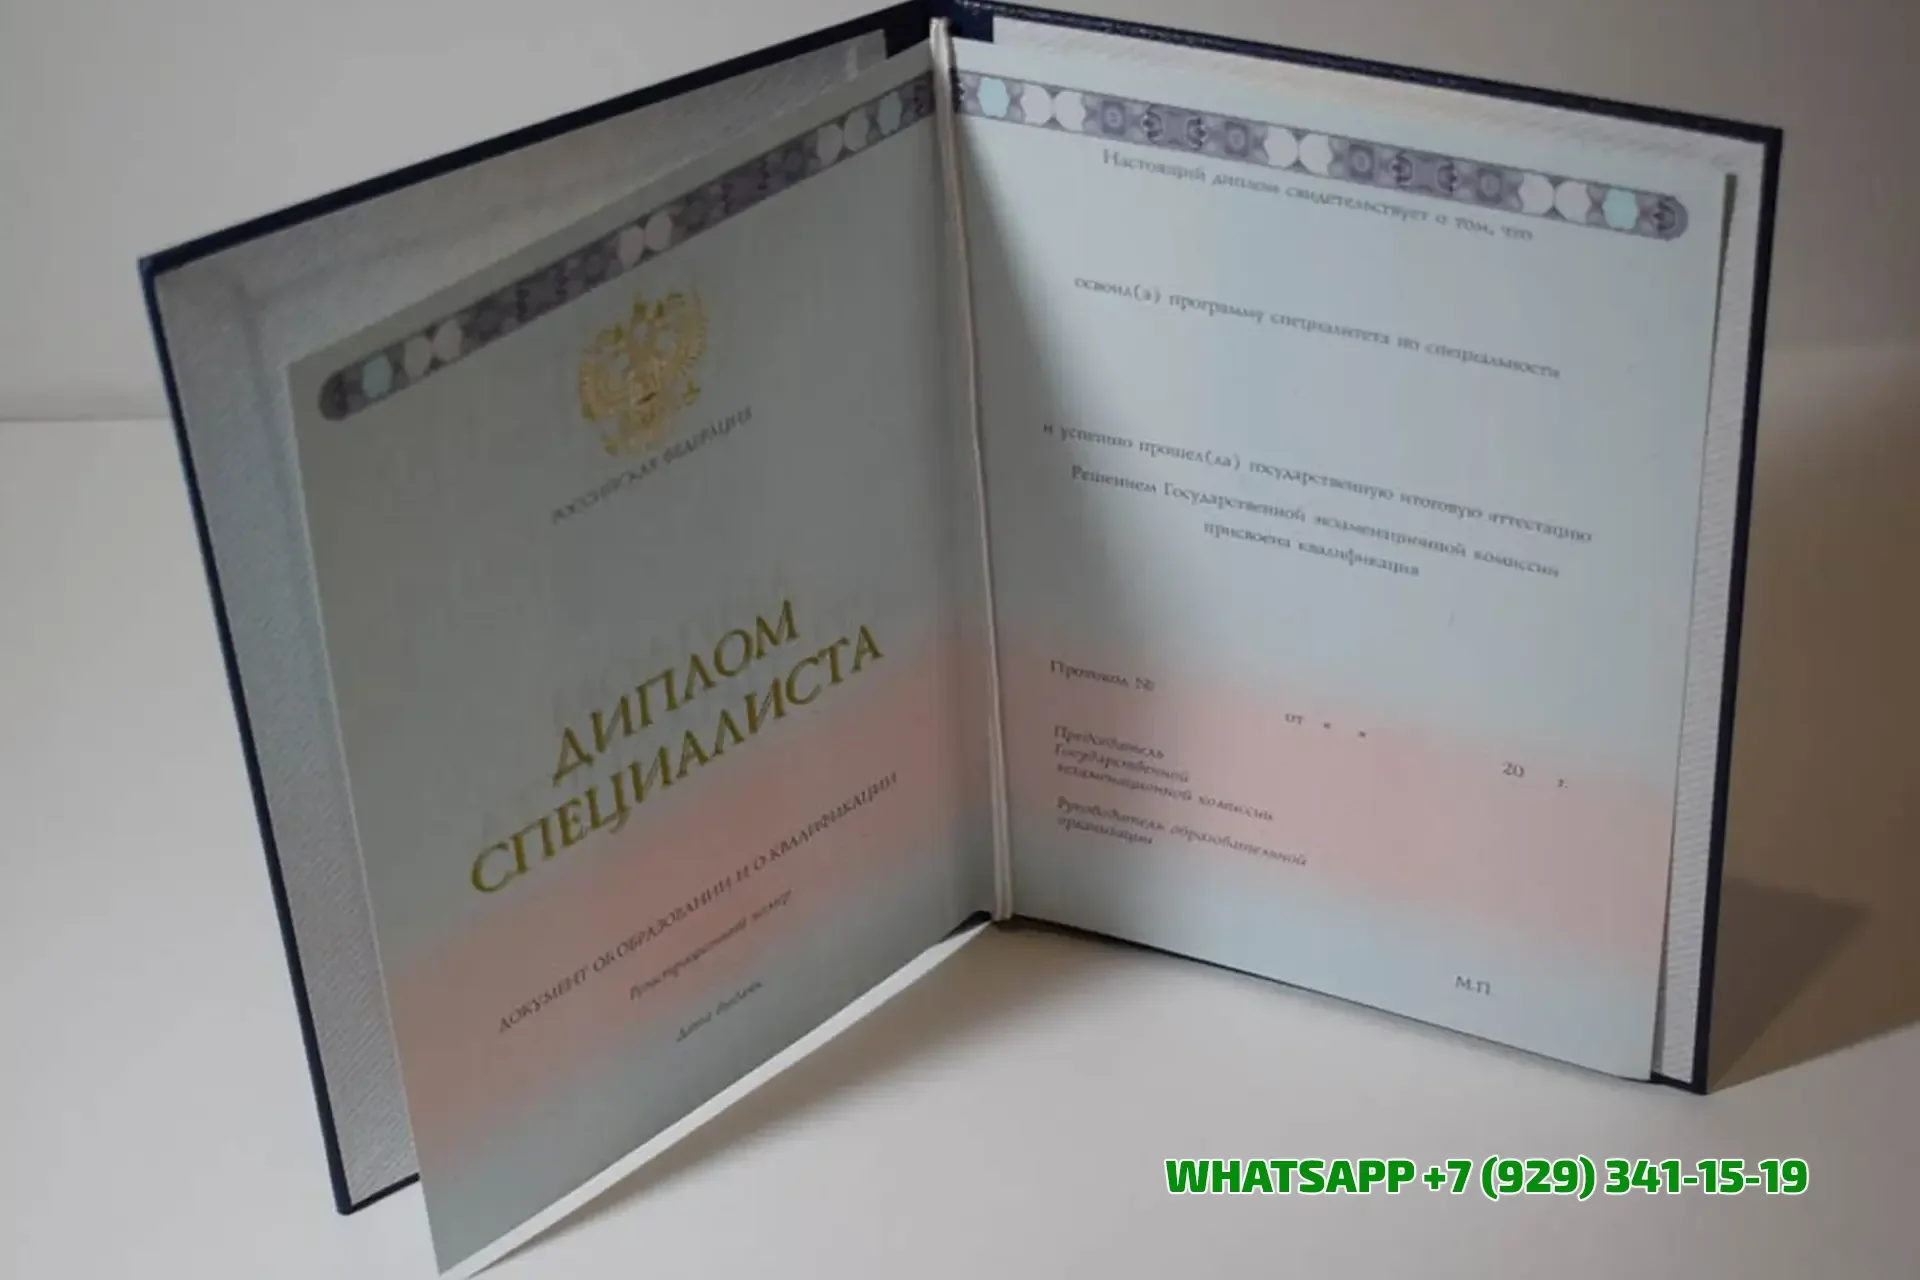 РОССИЙСКАЯ ФЕДЕРАЦИЯ
ДИПЛОМ
СПЕЦИАЛИСТА
ДОКУМЕНТ ОБ ОБРАЗОВАНИИ И О КВАЛИФИКАЦИИ
Регистрационный номер
Дата выдачи
Настоящий диплом свидетельствует о том, что
освоил(а) программу специалитета по специальности
и успешно прошел(ла) государственную итоговую аттестацию
Решением Государственной экзаменационной комиссии
присвоена квалификация
Протокол №
от « »
20 г.
Председатель
Государственной
экзаменационной комиссии
Руководитель образовательной
организации
М.П.
WHATSAPP +7 (929) 341-15-19